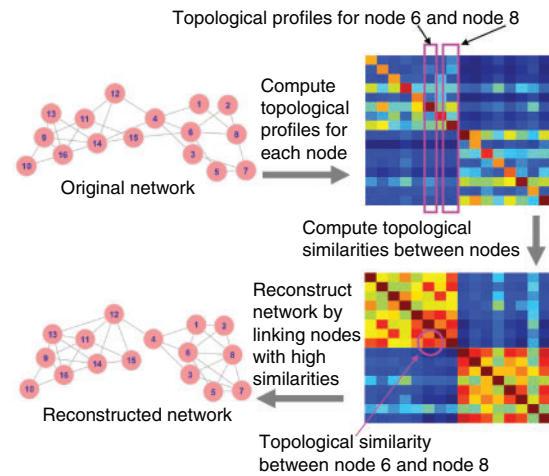 Topological profiles for node 6 and node 8
12
1
2
13
11
4
6
8
9
14
15
3
16
10
5
7
Original network
Compute
topological
profiles for
each node
Compute topological
similarities between nodes
12
1
2
13
11
4
6
8
9
14
15
3
16
10
5
7
Reconstructed network
Reconstruct
network by
linking nodes
with high
similarities
Topological similarity
between node 6 and node 8